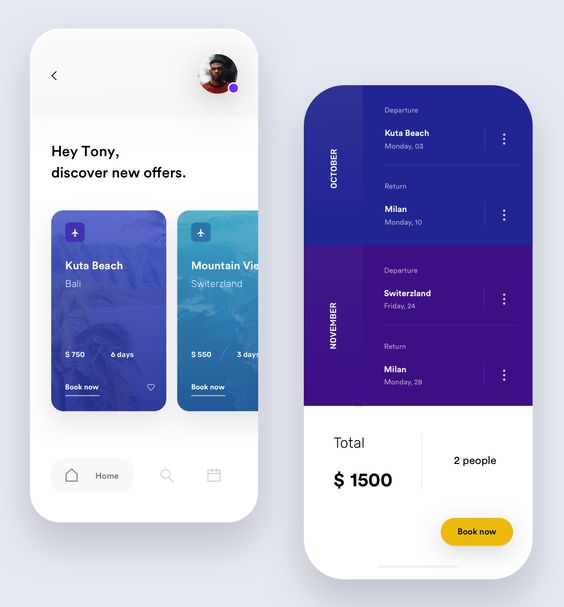 Hey Tony,
discover new offers.
Kuta Beach
Bali
$ 750
6 days
Book now
Mountain Vie
Switerzland
$ 550
3 days
Book now
Home
OCTOBER
Departure
Kuta Beach
Monday, 03
Return
Milan
Monday, 10
NOVEMBER
Departure
Switerzland
Friday, 24
Return
Milan
Monday, 28
Total
$ 1500
2 people
Book now